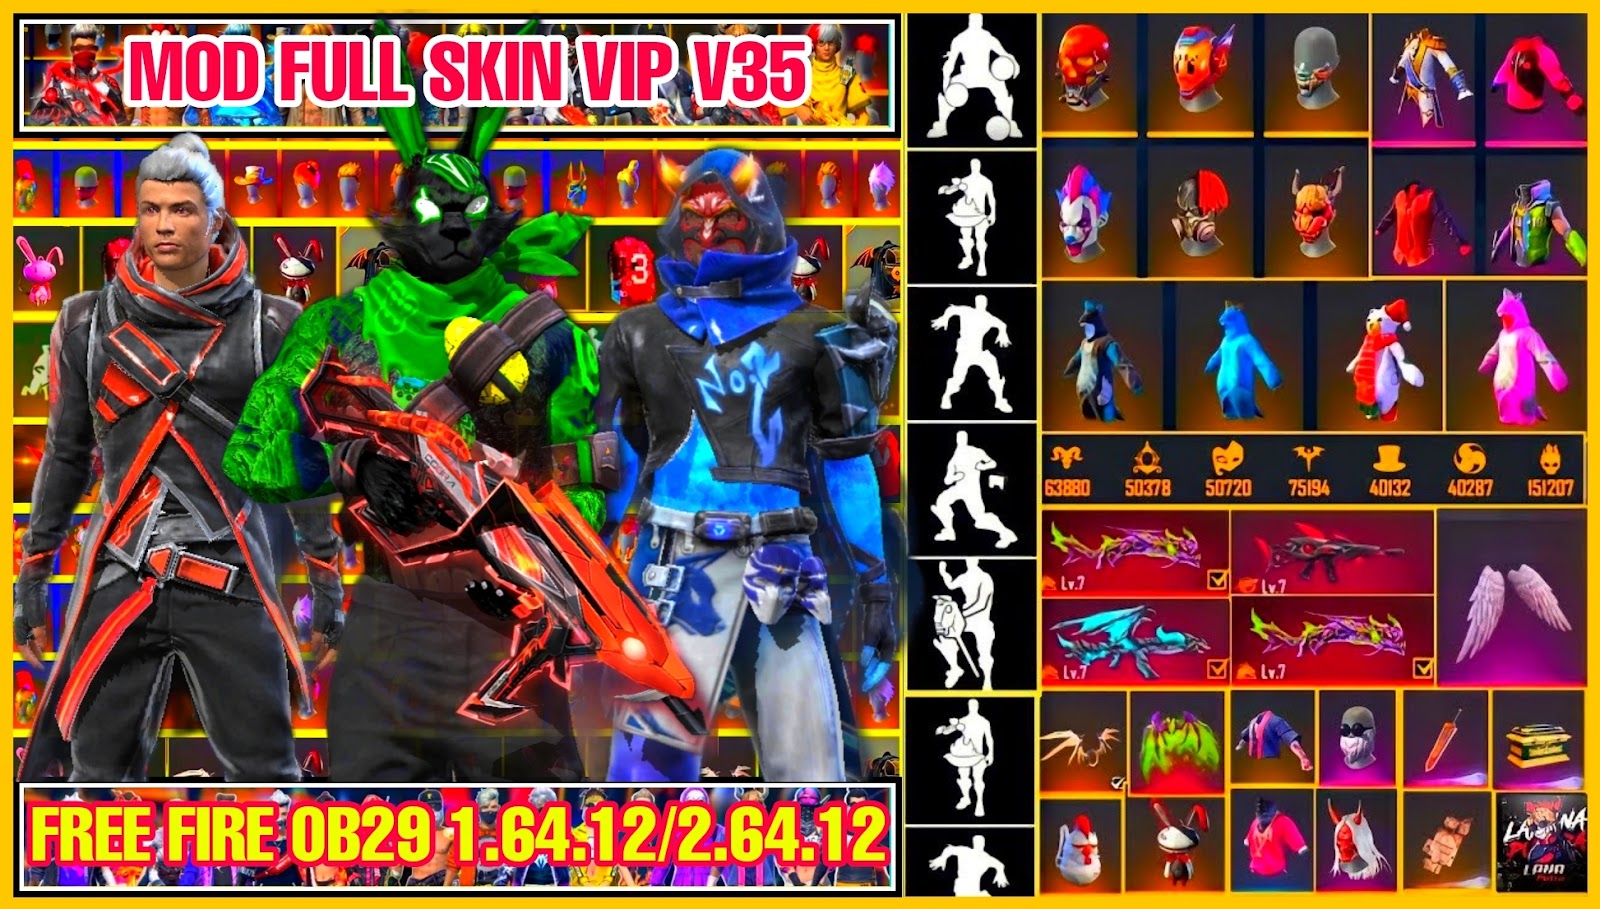 MOD FULL SKIN VIP V35
3
63880 50378 50720 75194 40132 40287 151207
Lv.7 Lv.7
Lv.7 Lv.7
FREE FIRE OB29 1.64.12/2.64.12